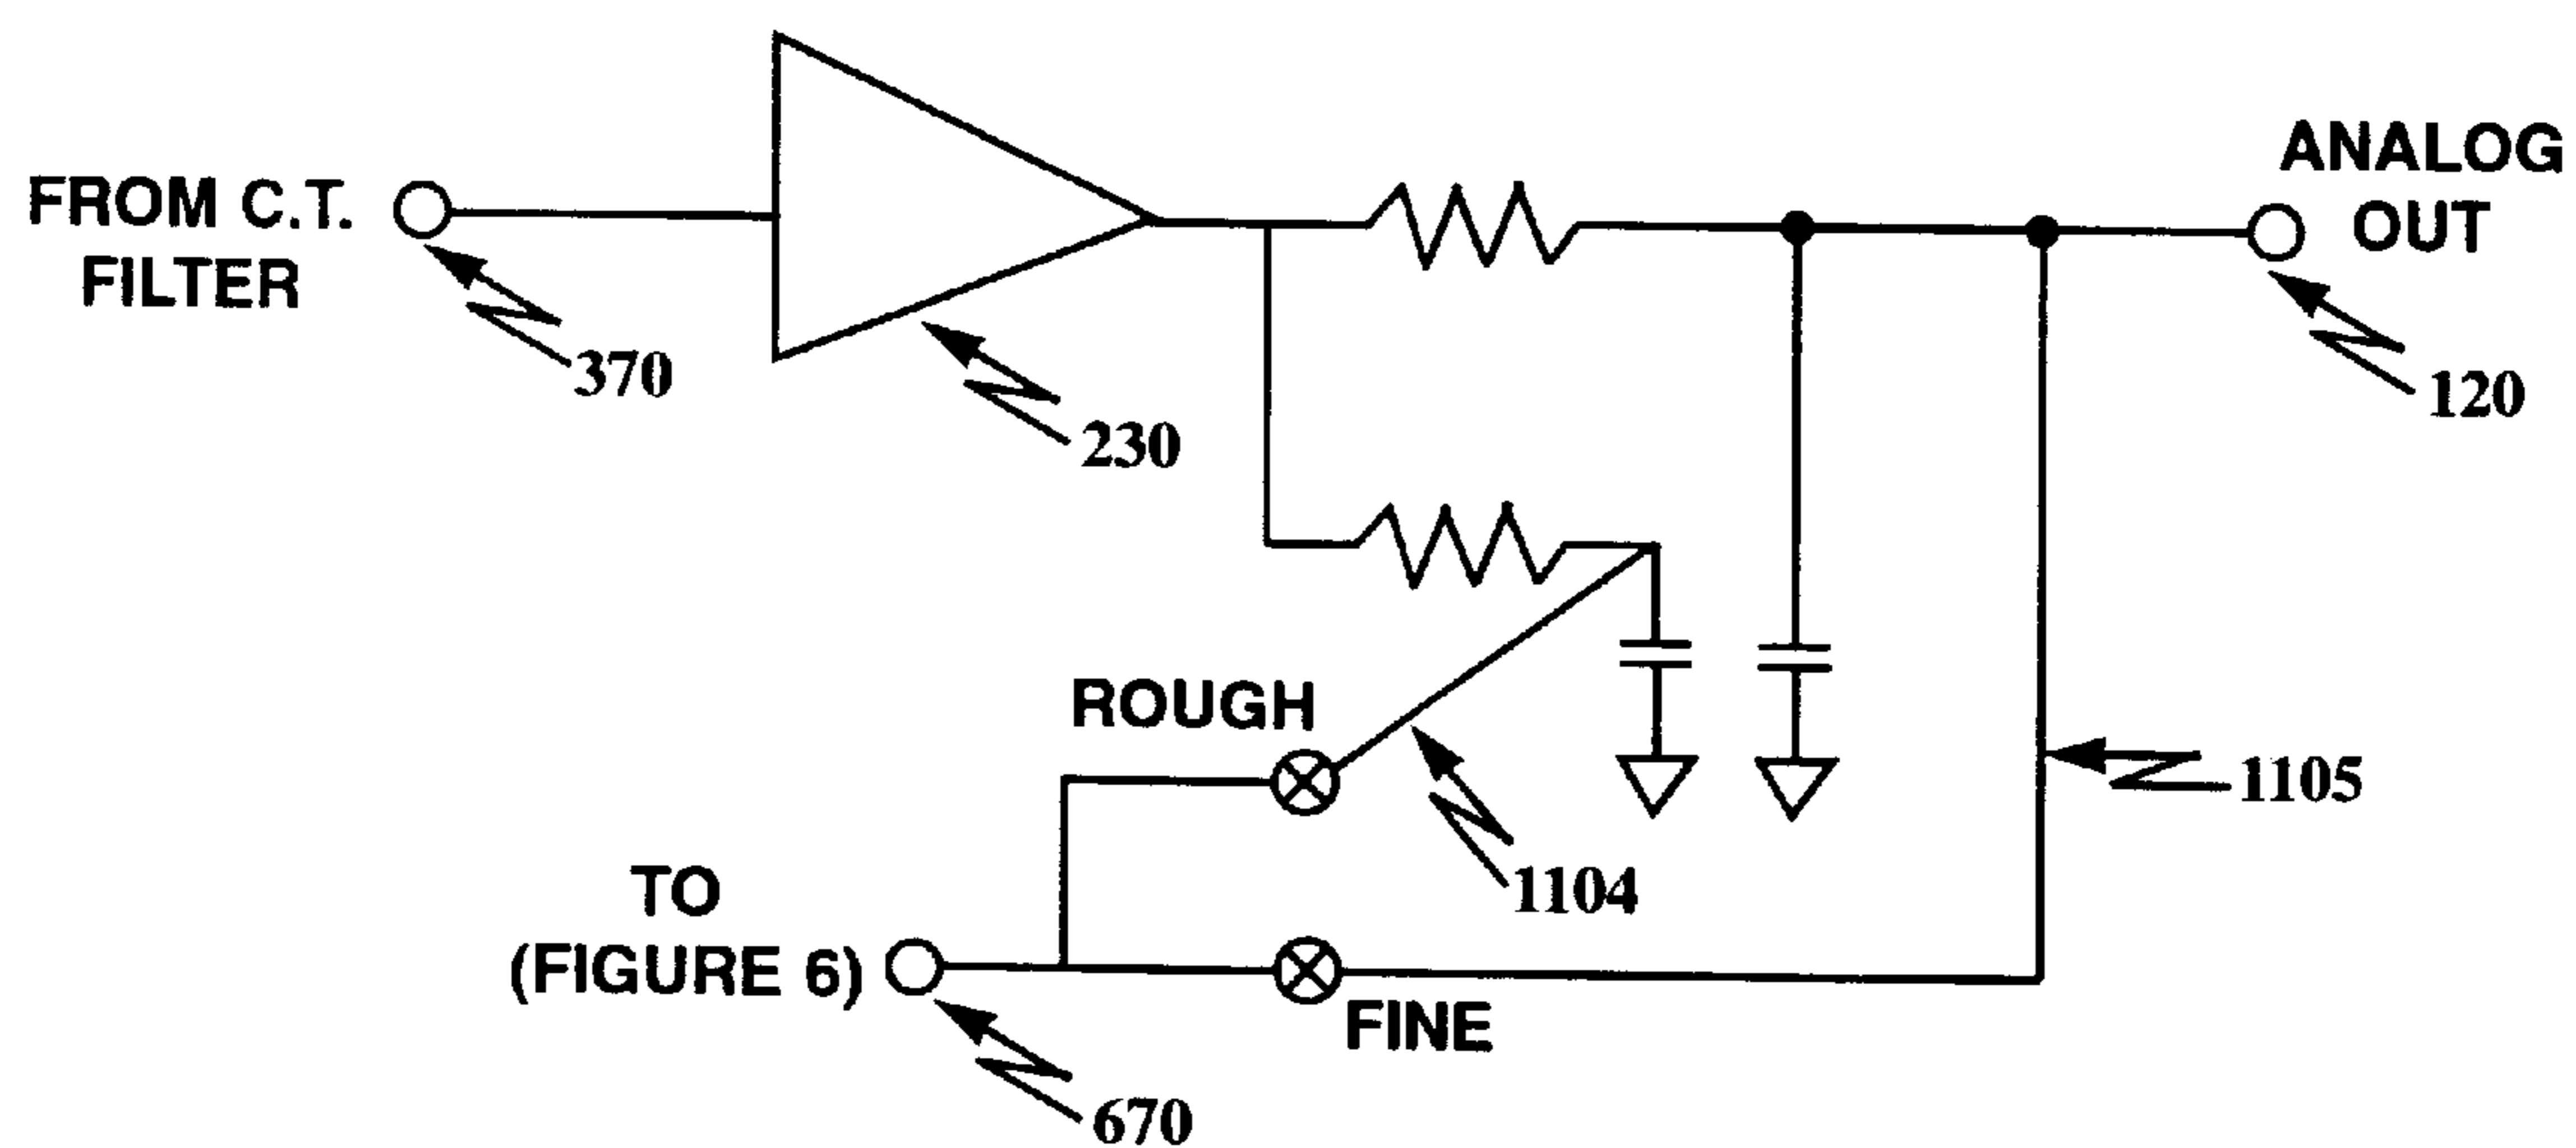 FROM C.T.
FILTER
370
230
ANALOG
OUT
120
ROUGH
1104
1105
TO
(FIGURE 6)
FINE
670